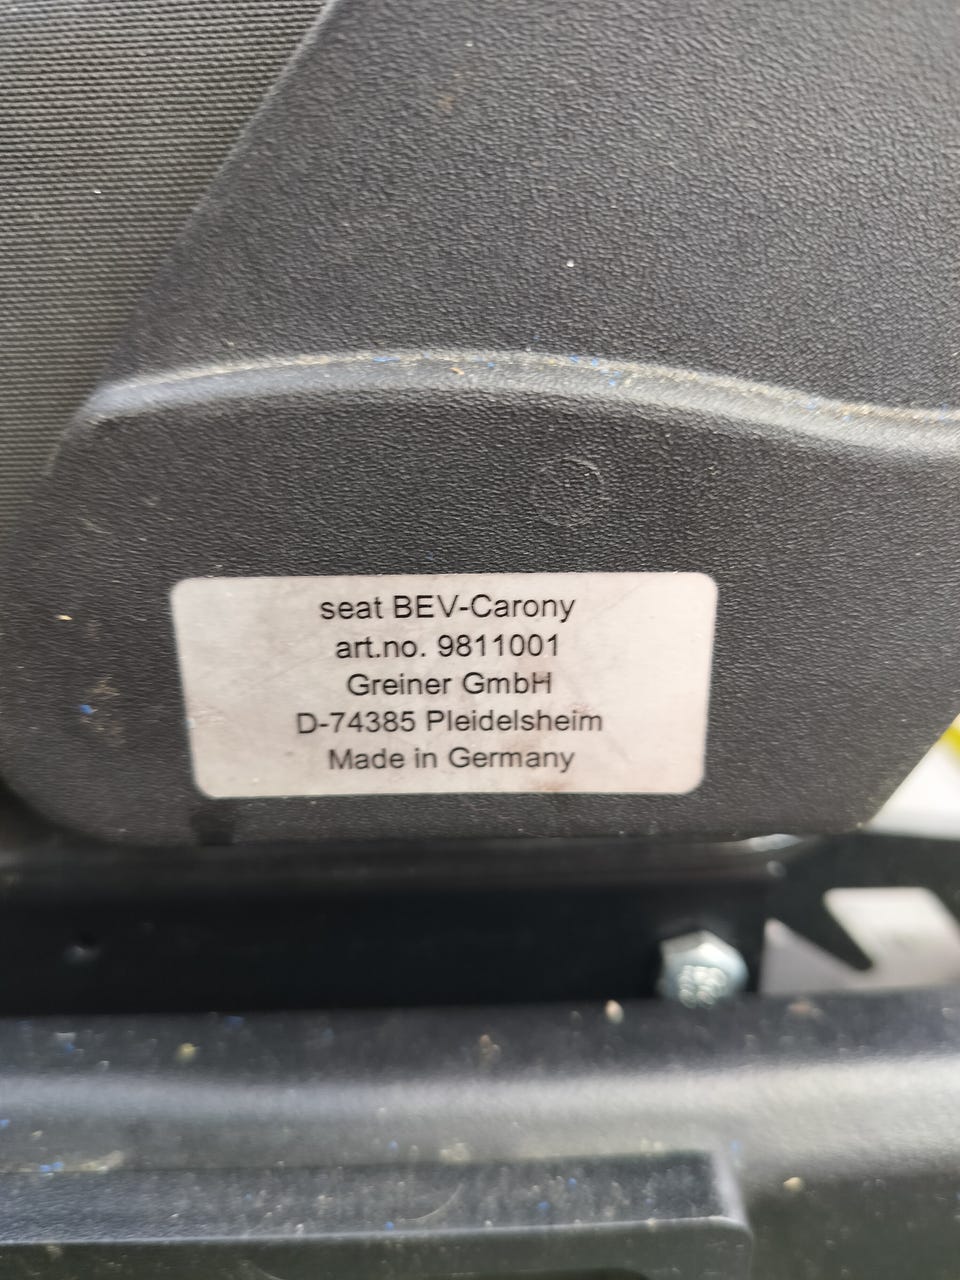 seat BEV-Carony
art.no. 9811001
Greiner GmbH
D-74385 Pleidelsheim
Made in Germany